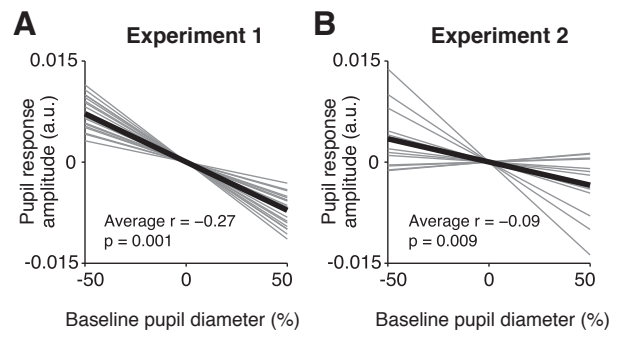 A
Experiment 1
0.015
0
-0.015
Pupil response
amplitude (a.u.)
Average r = −0.27
p = 0.001
-50
0
50
Baseline pupil diameter (%)
B
Experiment 2
0.015
0
-0.015
Pupil response
amplitude (a.u.)
Average r = −0.09
p = 0.009
-50
0
50
Baseline pupil diameter (%)